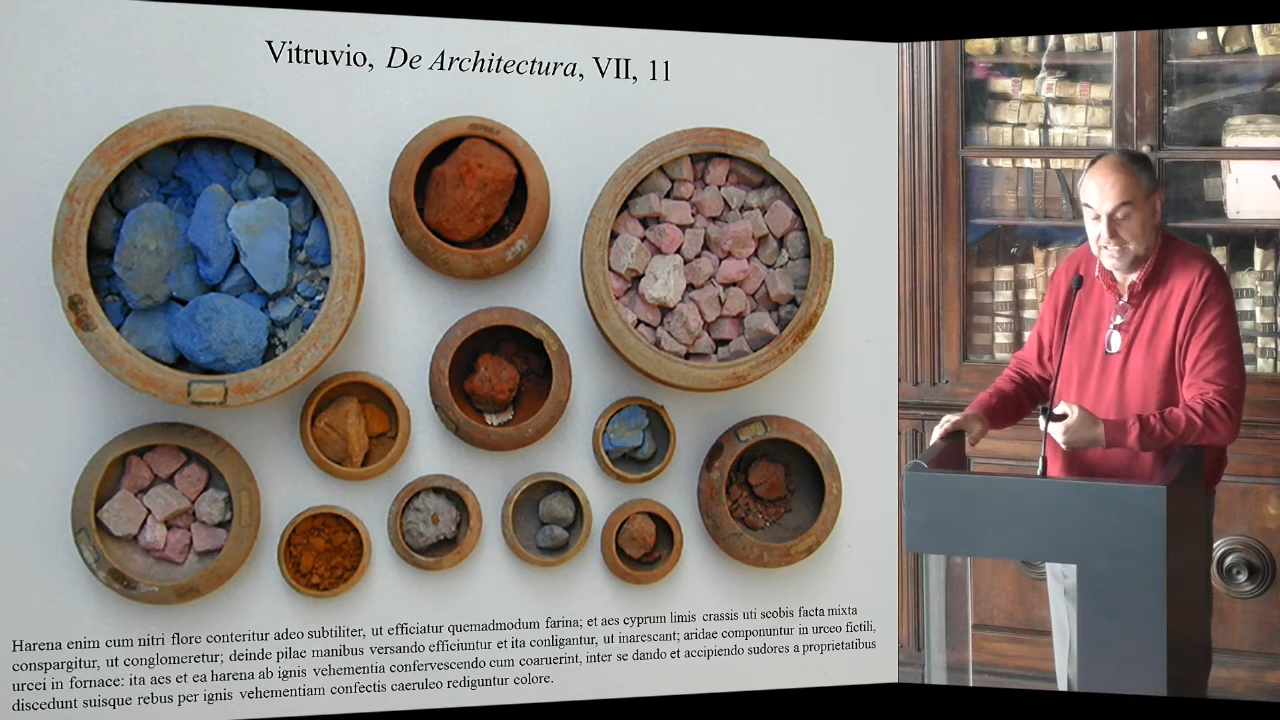 Vitruvio, De Architectura, VII, 11
Harena enim cum nitri flore conteritur adeo subtiliter, ut efficiatur quemadmodum farina; et aes cyprum limis crassis uti scobis facta mixta
conspargitur, ut conglomeretur; deinde pilae manibus versando efficiuntur et ita conligantur, ut inarescant; aridae componuntur in urceo fictili,
urcei in fornace: ita aes et ea harena ab ignis vehementia confervescendo cum coaruerint, inter se dando et accipiendo sudores a proprietatibus
discedunt suisque rebus per ignis vehementiam confectis caeruleo rediguntur colore.